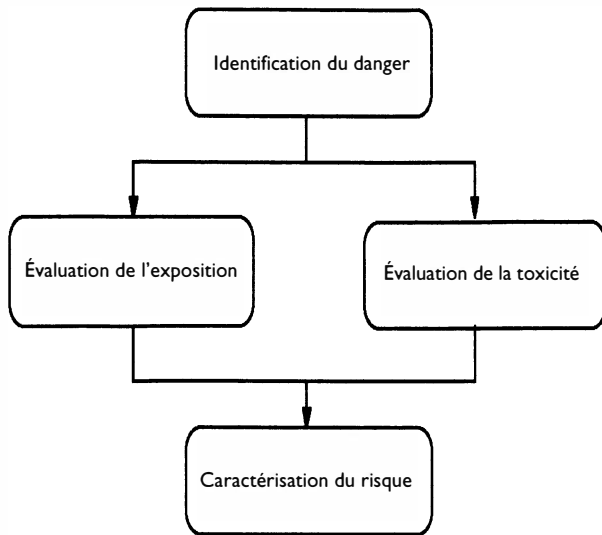 Identification du danger
Évaluation de l'exposition
Évaluation de la toxicité
Caractérisation du risque